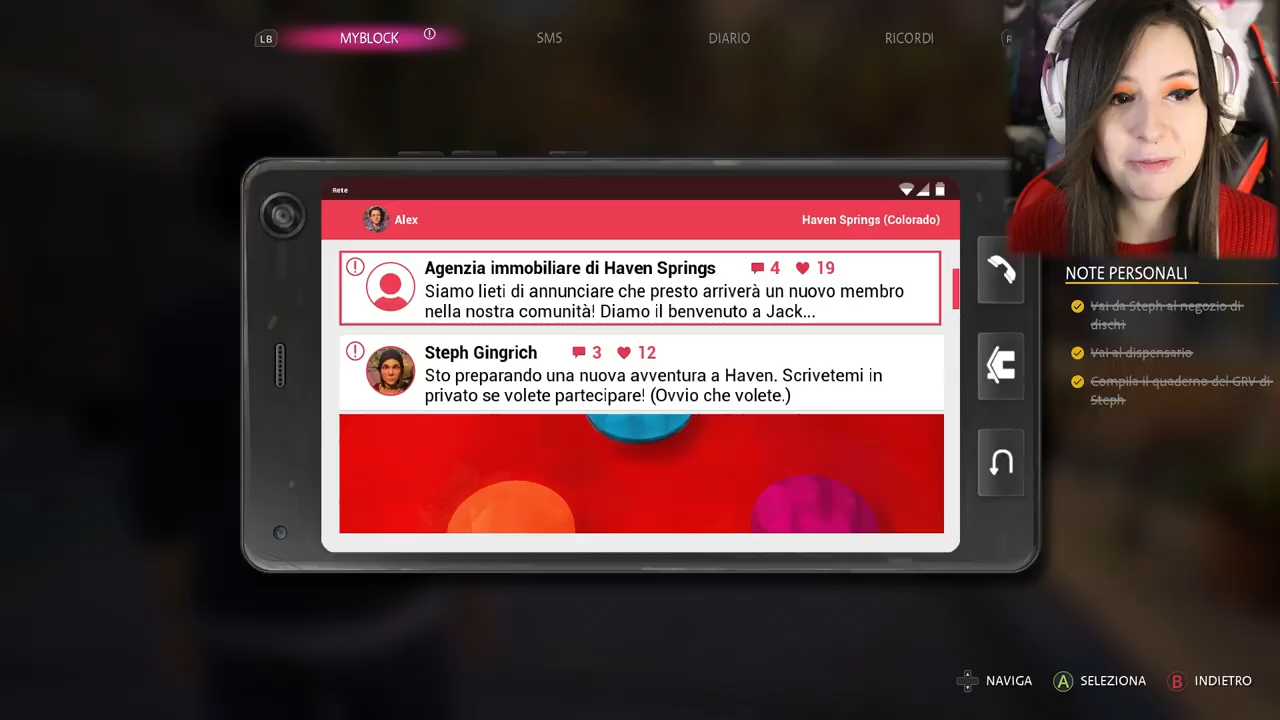 LB MYBLOCK SMS DIARIO RICORDI R
Rete
Alex Haven Springs (Colorado)
Agenzia immobiliare di Haven Springs 4 19
Siamo lieti di annunciare che presto arriverà un nuovo membro
nella nostra comunità! Diamo il benvenuto a Jack...
Steph Gingrich 3 12
Sto preparando una nuova avventura a Haven. Scrivetemi in
privato se volete partecipare! (Ovvio che volete.)
NOTE PERSONALI
Vai da Steph al negozio di
dischi
Vai al dispensario
Compila il quaderno del GRV di
Steph
NAVIGA A SELEZIONA B INDIETRO